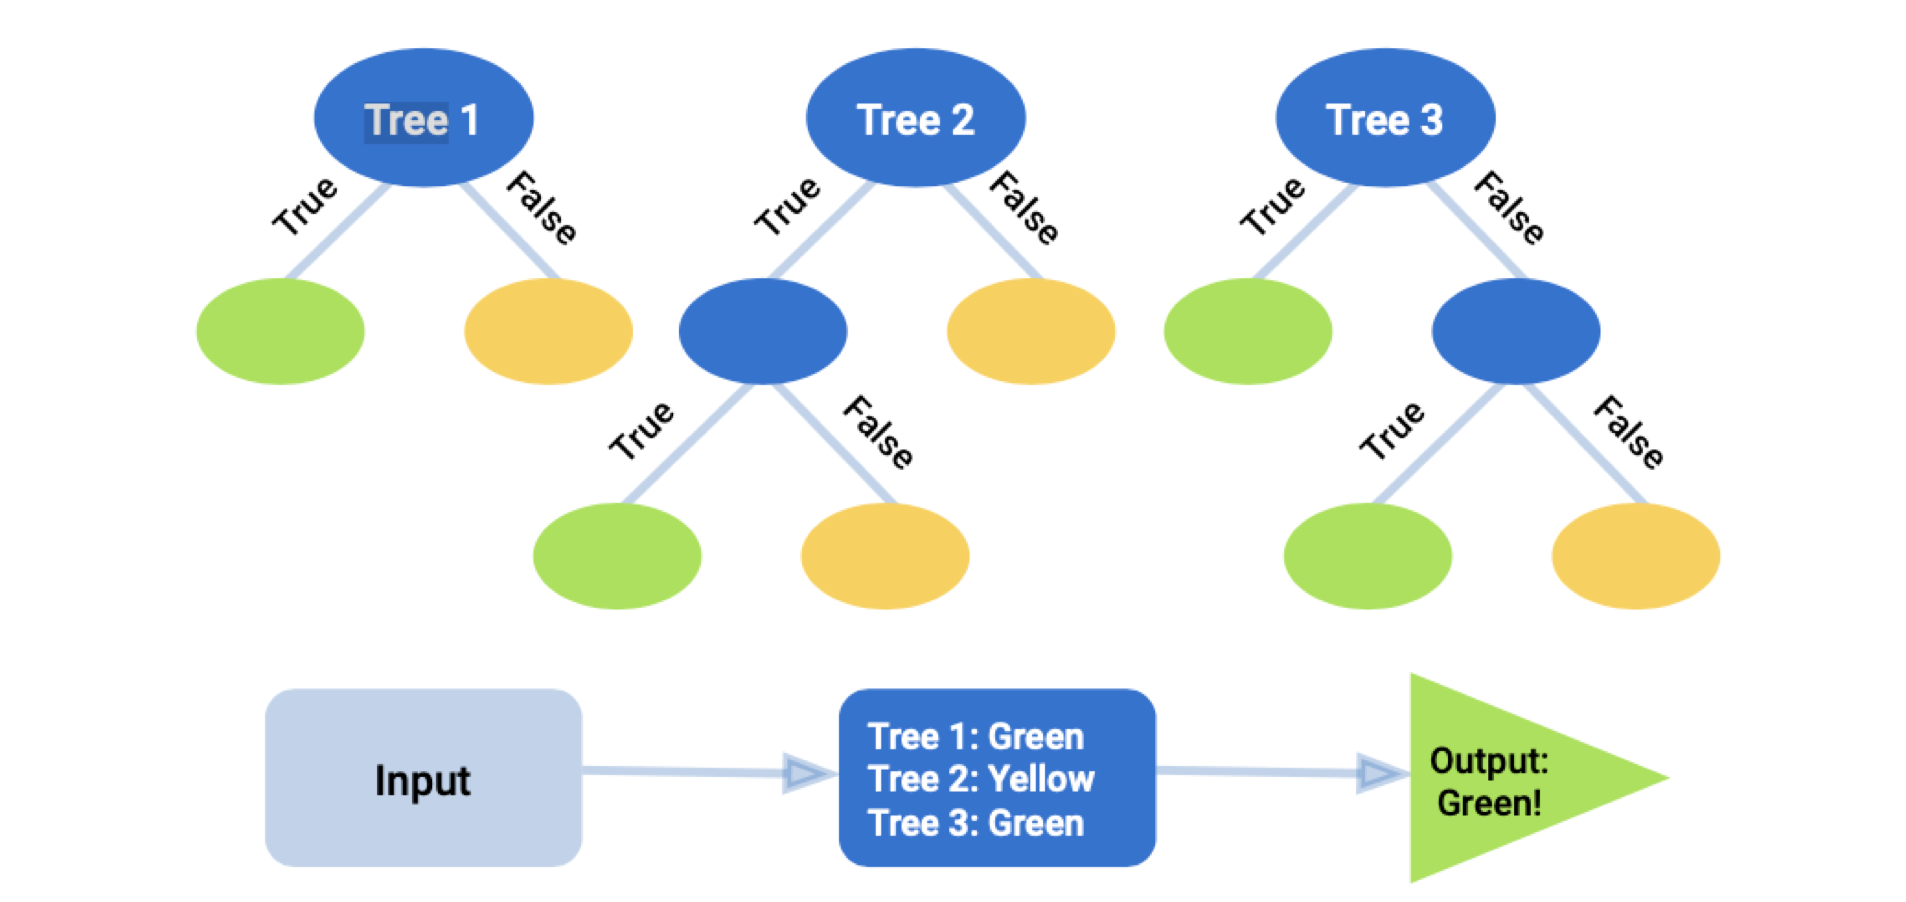 Tree 1
Tree 2
Tree 3
True
False
True
False
True
False
True
False
True
False
Input
Tree 1: Green
Tree 2: Yellow
Tree 3: Green
Output:
Green!